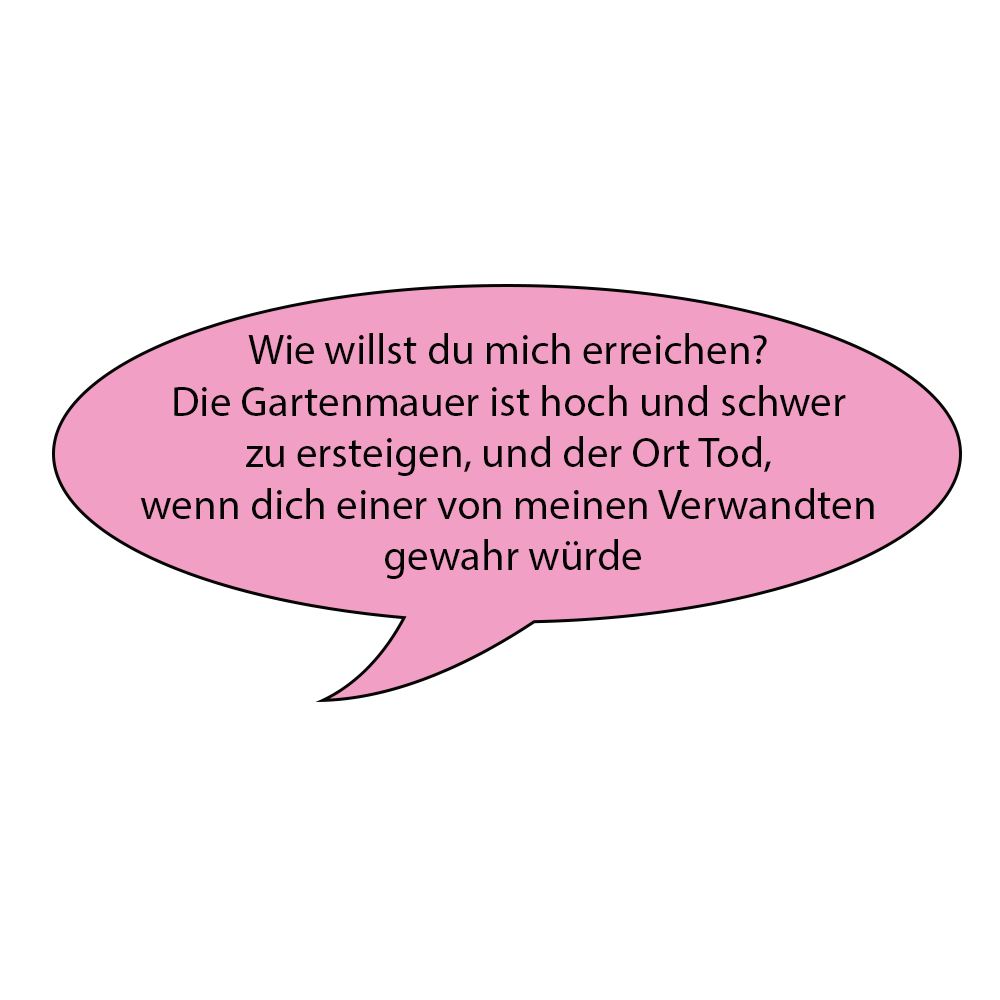 Wie willst du mich erreichen?
Die Gartenmauer ist hoch und schwer
zu ersteigen, und der Ort Tod,
wenn dich einer von meinen Verwandten
gewahr würde